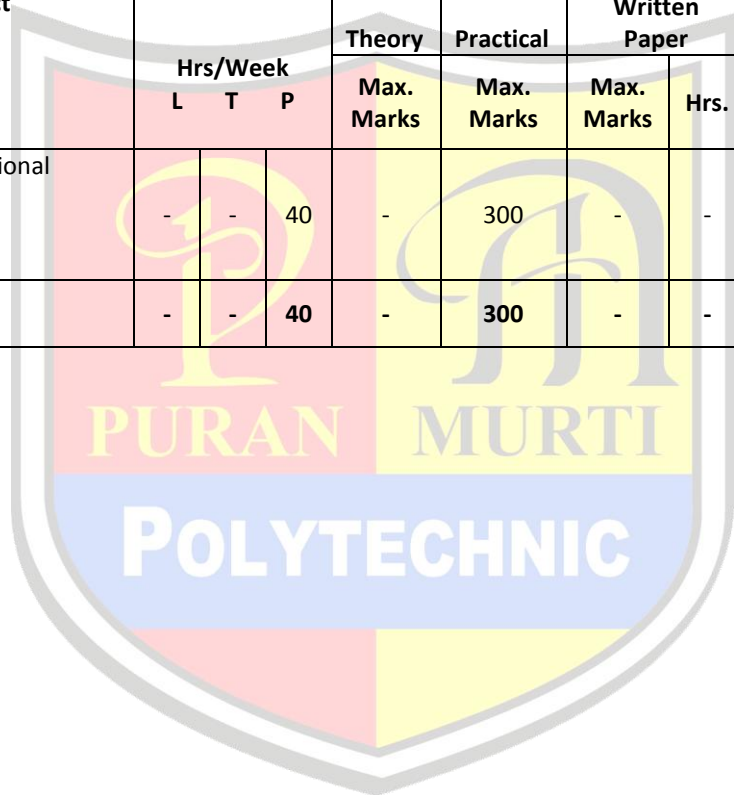 Written
Theory Practical Paper
Hrs/Week
L T P Max. Max. Max. Hrs.
Marks Marks Marks
- - 40 - 300 - -
- - 40 - 300 - -
PURAN MURTI
POLYTECHNIC